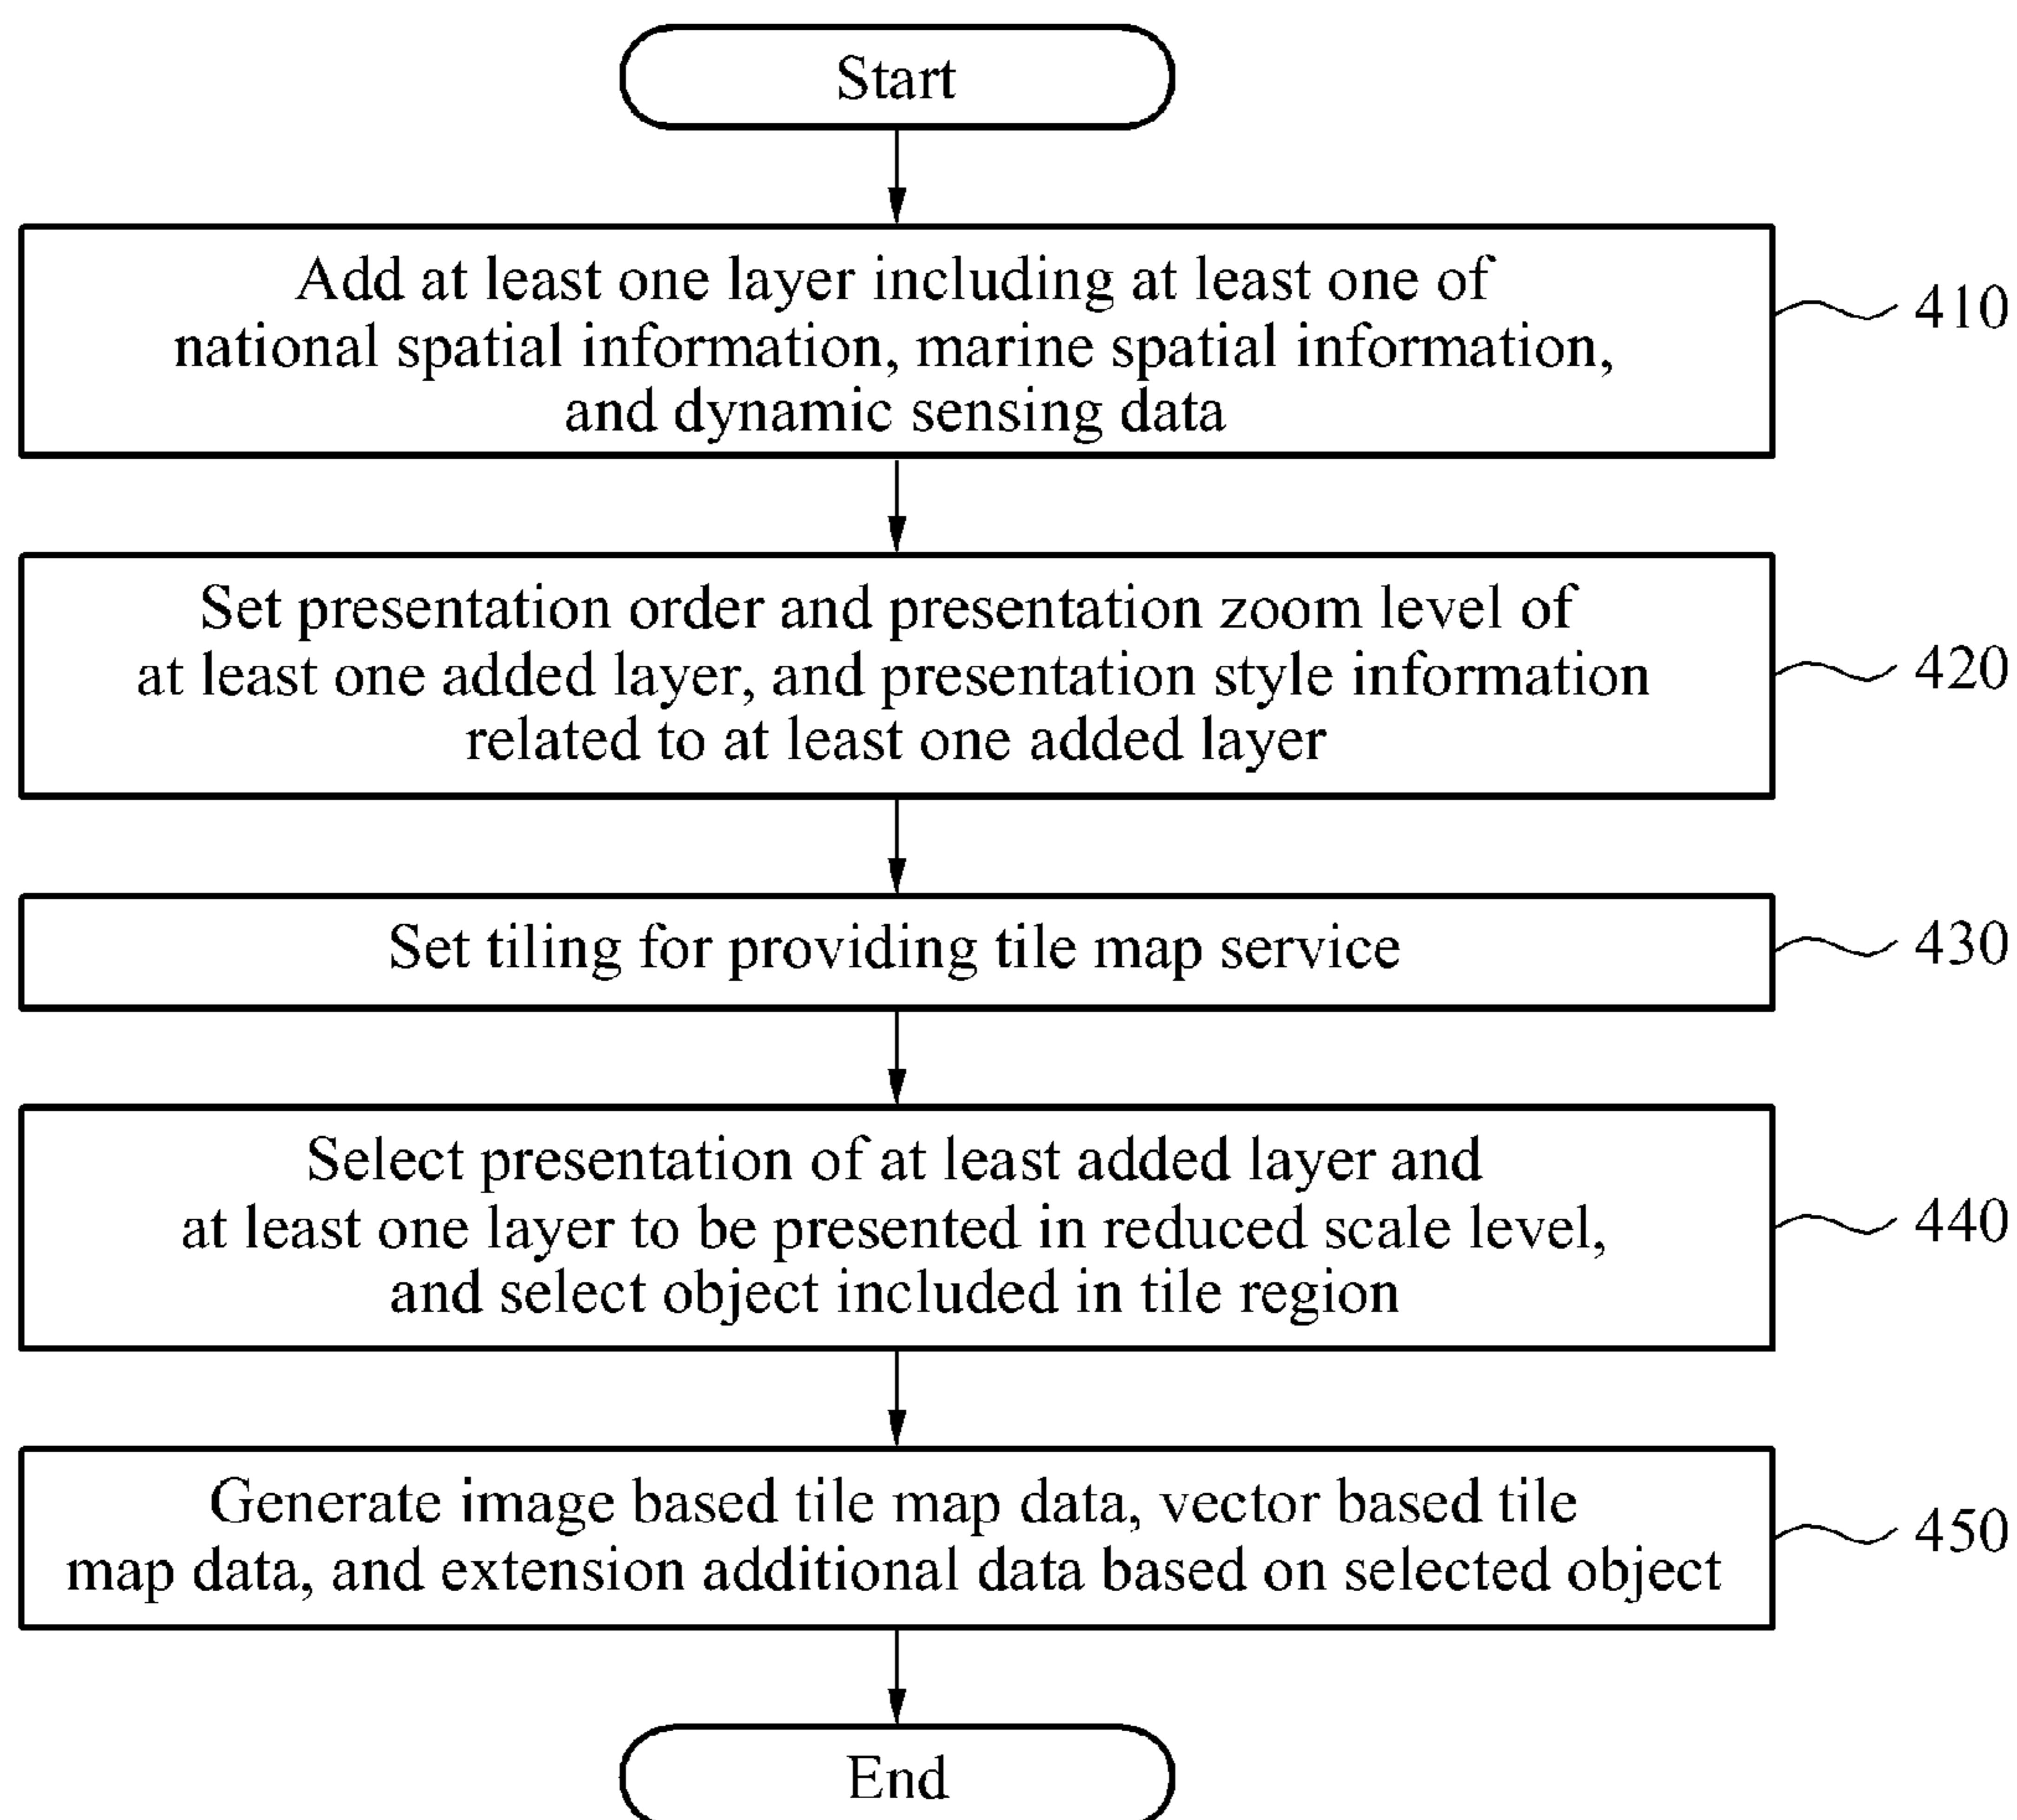 Start
Add at least one layer including at least one of
national spatial information, marine spatial information,
and dynamic sensing data
410
Set presentation order and presentation zoom level of
at least one added layer, and presentation style information
related to at least one added layer
420
Set tiling for providing tile map service
430
Select presentation of at least added layer and
at least one layer to be presented in reduced scale level,
and select object included in tile region
440
Generate image based tile map data, vector based tile
map data, and extension additional data based on selected object
450
End